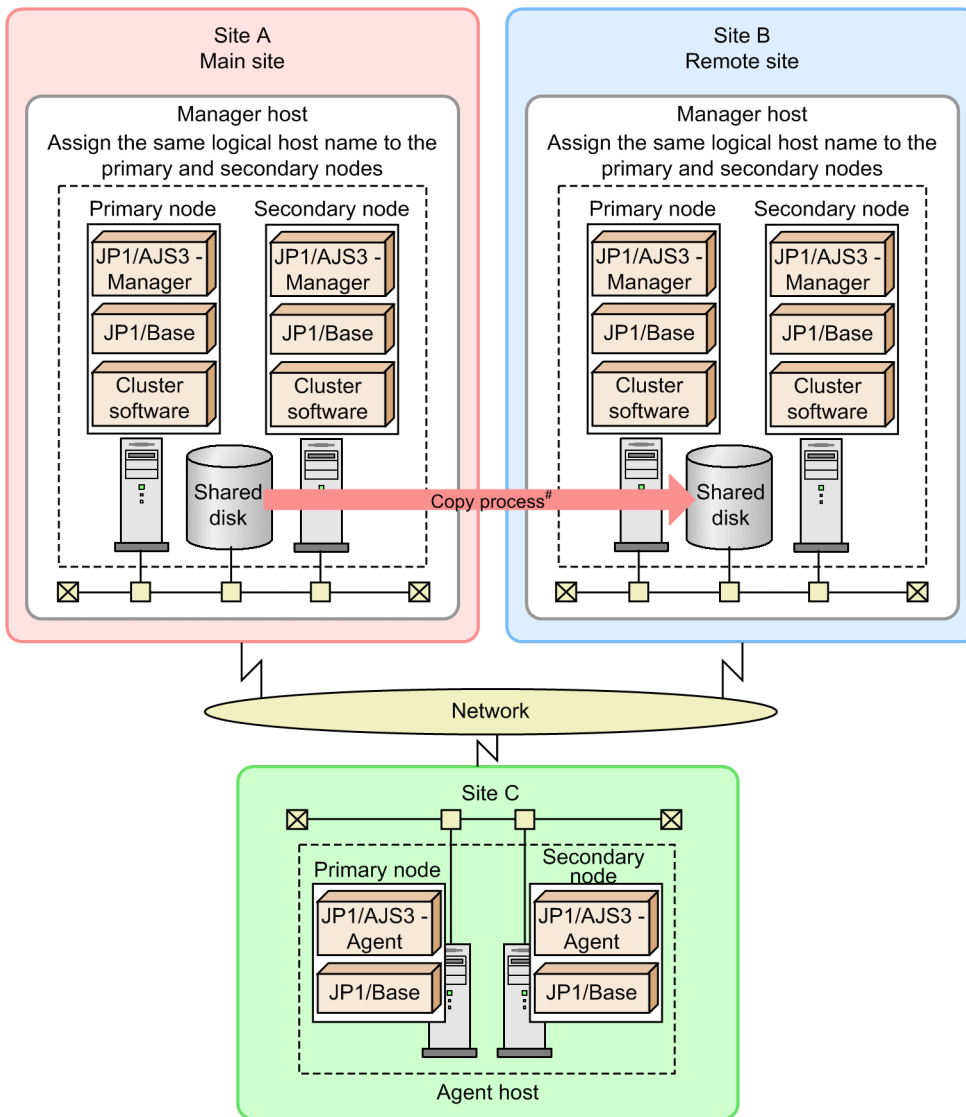 Site A
Main site
Manager host
Assign the same logical host name to the
primary and secondary nodes
Primary node
Secondary node
JP1/AJS3 -
Manager
JP1/Base
Cluster
software
JP1/AJS3 -
Manager
JP1/Base
Cluster
software
Shared
disk
Site B
Remote site
Manager host
Assign the same logical host name to the
primary and secondary nodes
Primary node
Secondary node
JP1/AJS3 -
Manager
JP1/Base
Cluster
software
JP1/AJS3 -
Manager
JP1/Base
Cluster
software
Shared
disk
Copy process#
Network
Site C
Primary node
Secondary
node
JP1/AJS3 -
Agent
JP1/Base
JP1/AJS3 -
Agent
JP1/Base
Agent host